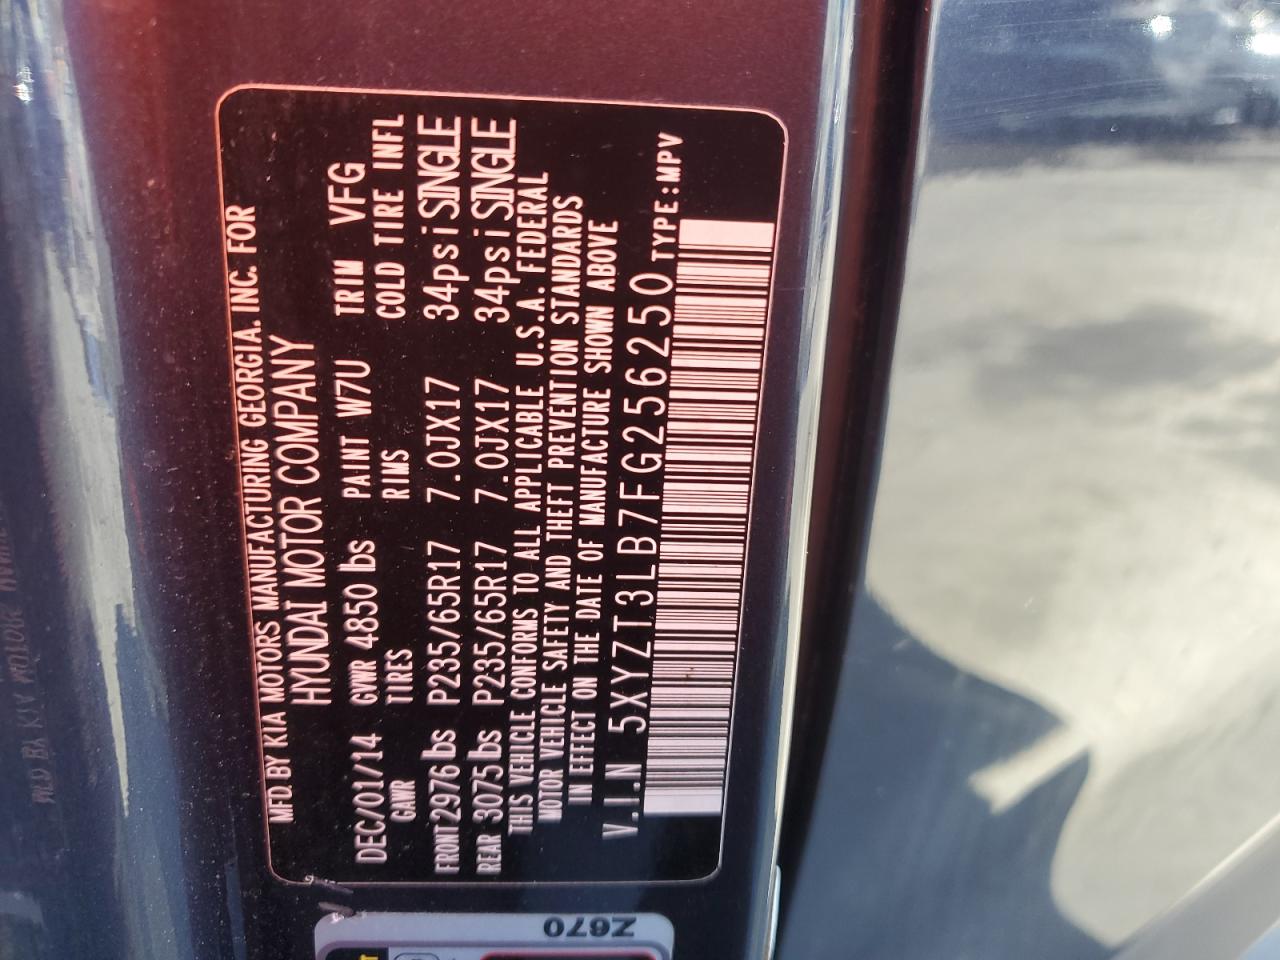 MFD. BY KIA MOTORS MANUFACTURING GEORGIA. INC. FOR
HYUNDAI MOTOR COMPANY
DEC/01/14 GVWR 4850 lbs PAINT W7U TRIM VFG
GAWR TIRES RIMS COLD TIRE INFL
FRONT 2976 lbs P235/65R17 7.0JX17 34psi SINGLE
REAR 3075 lbs P235/65R17 7.0JX17 34psi SINGLE
THIS VEHICLE CONFORMS TO ALL APPLICABLE U.S.A. FEDERAL
MOTOR VEHICLE SAFETY AND THEFT PREVENTION STANDARDS
IN EFFECT ON THE DATE OF MANUFACTURE SHOWN ABOVE
V.I.N 5XYZT3LB7FG256250 TYPE:MPV
Z670